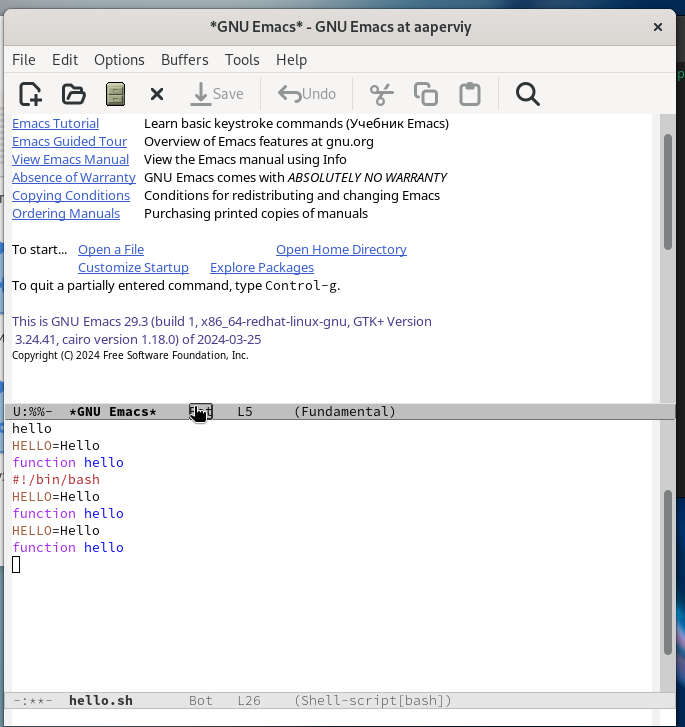 *GNU Emacs* - GNU Emacs at aaperviy
File Edit Options Buffers Tools Help
Save Undo
Emacs Tutorial Learn basic keystroke commands (Учебник Emacs)
Emacs Guided Tour Overview of Emacs features at gnu.org
View Emacs Manual View the Emacs manual using Info
Absence of Warranty GNU Emacs comes with ABSOLUTELY NO WARRANTY
Copying Conditions Conditions for redistributing and changing Emacs
Ordering Manuals Purchasing printed copies of manuals
To start... Open a File Open Home Directory
Customize Startup Explore Packages
To quit a partially entered command, type Control-g.
This is GNU Emacs 29.3 (build 1, x86_64-redhat-linux-gnu, GTK+ Version
3.24.41, cairo version 1.18.0) of 2024-03-25
Copyright (C) 2024 Free Software Foundation, Inc.
U:%%- *GNU Emacs* L5 (Fundamental)
hello
HELLO=Hello
function hello
#!/bin/bash
HELLO=Hello
function hello
HELLO=Hello
function hello
-:**- hello.sh Bot L26 (Shell-script[bash])